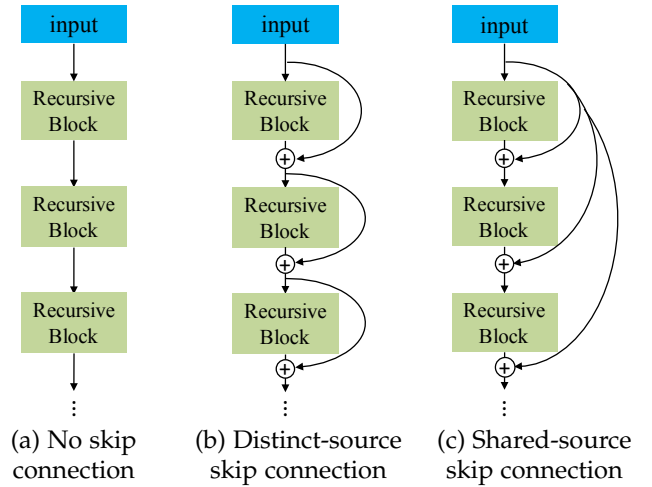 input
Recursive
Block
Recursive
Block
Recursive
Block
...
(a) No skip
connection
input
Recursive
Block
+
Recursive
Block
+
Recursive
Block
+
...
(b) Distinct-source
skip connection
input
Recursive
Block
+
Recursive
Block
+
Recursive
Block
+
...
(c) Shared-source
skip connection